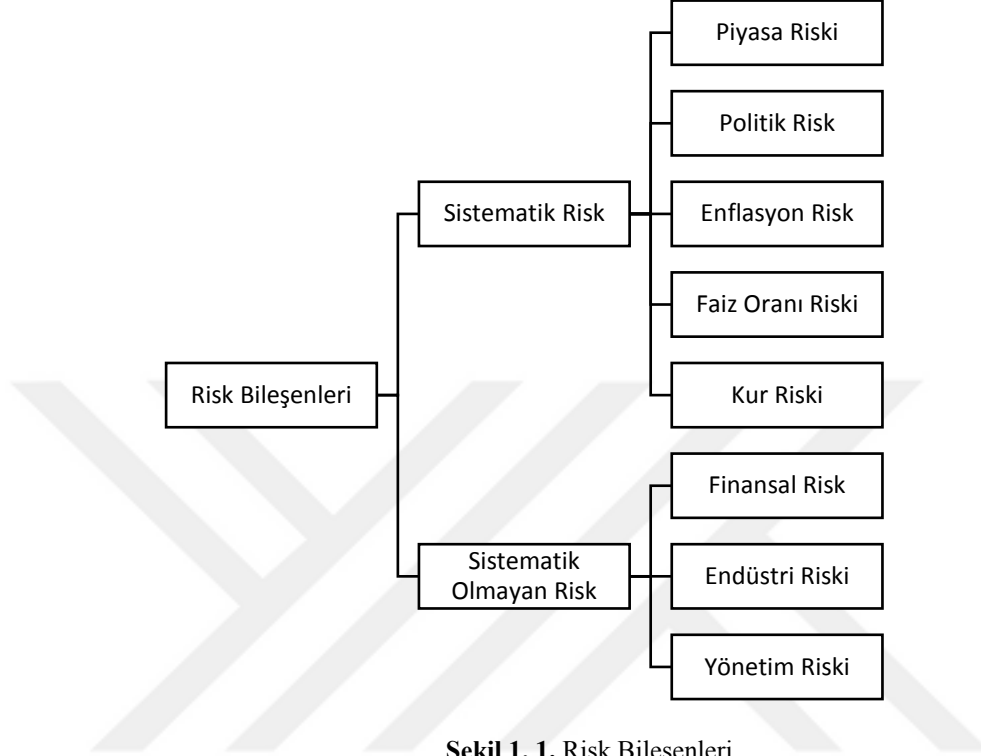 Piyasa Riski
Politik Risk
Sistematik Risk
Enflasyon Risk
Faiz Oranı Riski
Risk Bileşenleri
Kur Riski
Finansal Risk
Sistematik
Olmayan Risk
Endüstri Riski
Yönetim Riski
Şekil 1. 1. Risk Bileşenleri